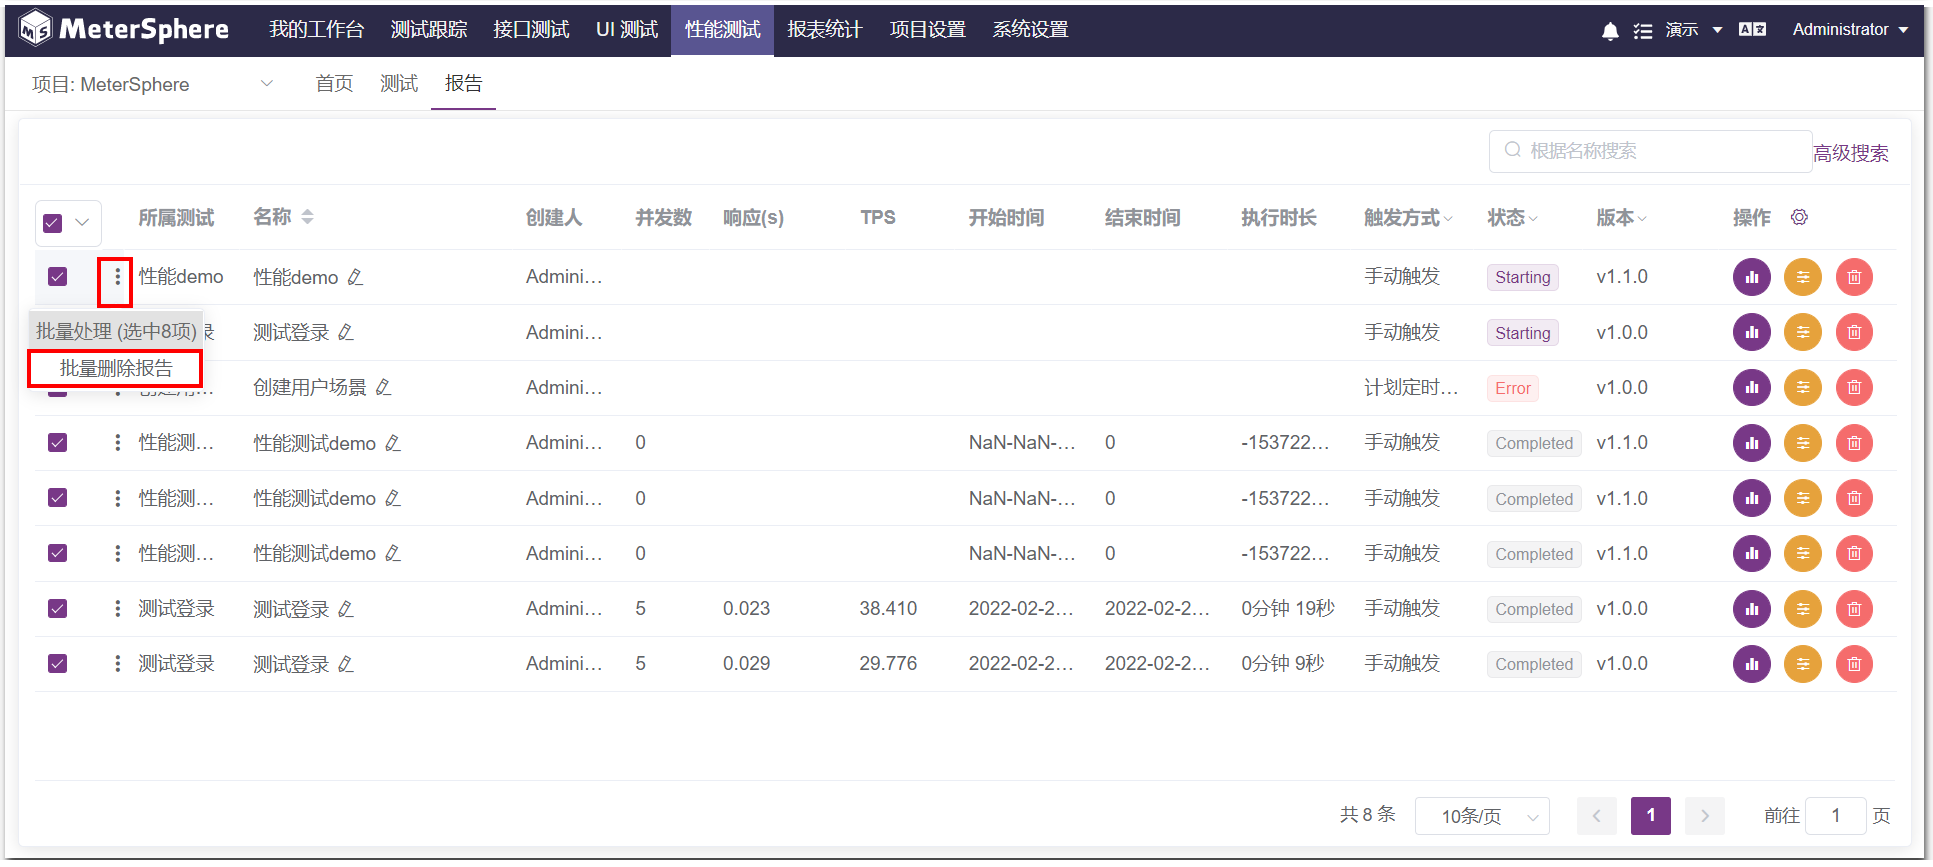 MeterSphere 我的工作台 测试跟踪 接口测试 UI 测试 性能测试 报表统计 项目设置 系统设置 演示 Administrator
项目: MeterSphere 首页 测试 报告
根据名称搜索 高级搜索
所属测试 名称 创建人 并发数 响应(s) TPS 开始时间 结束时间 执行时长 触发方式 状态 版本 操作
性能demo 性能demo Admini... 手动触发 Starting v1.1.0
批量处理 (选中8项) 录 测试登录 Admini... 手动触发 Starting v1.0.0
批量删除报告
创建用户场景 Admini... 计划定时... Error v1.0.0
性能测... 性能测试demo Admini... 0 NaN-NaN-... 0 -153722... 手动触发 Completed v1.1.0
性能测... 性能测试demo Admini... 0 NaN-NaN-... 0 -153722... 手动触发 Completed v1.1.0
性能测... 性能测试demo Admini... 0 NaN-NaN-... 0 -153722... 手动触发 Completed v1.1.0
测试登录 测试登录 Admini... 5 0.023 38.410 2022-02-2... 2022-02-2... 0分钟 19秒 手动触发 Completed v1.0.0
测试登录 测试登录 Admini... 5 0.029 29.776 2022-02-2... 2022-02-2... 0分钟 9秒 手动触发 Completed v1.0.0
共 8 条 10条/页 1 前往 1 页